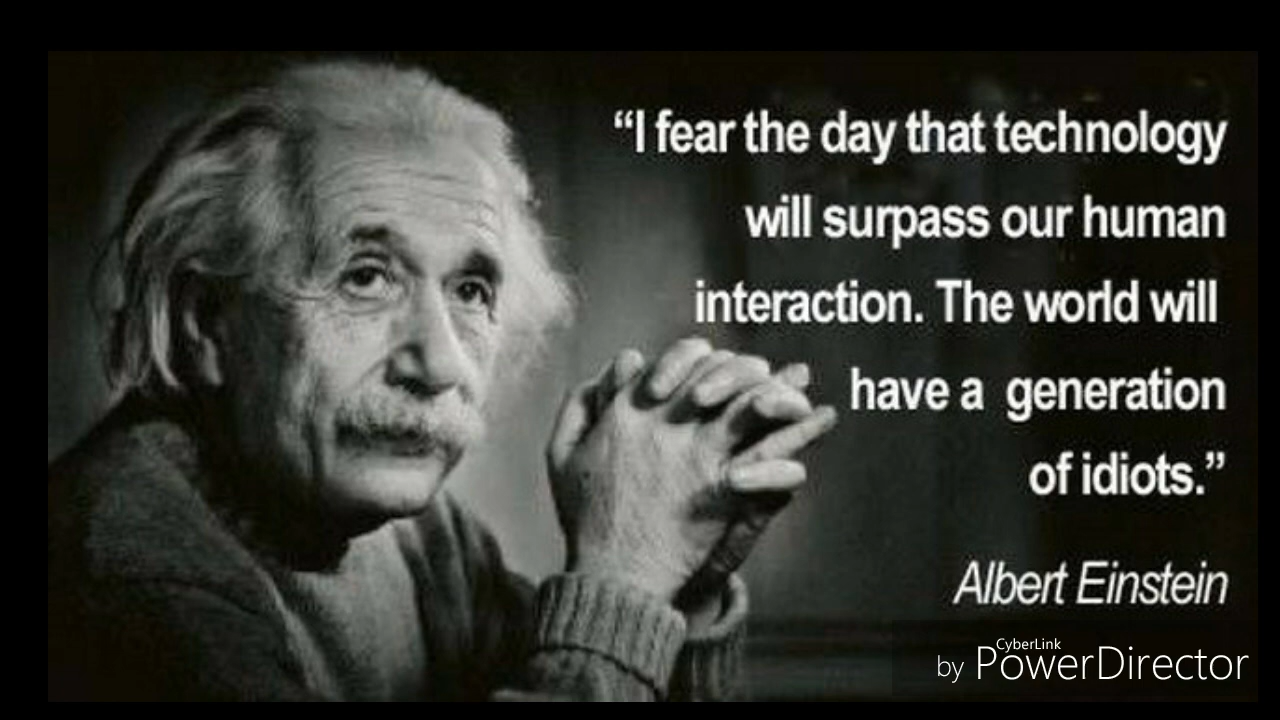 “I fear the day that technology
will surpass our human
interaction. The world will
have a generation
of idiots.”
Albert Einstein
CyberLink
by PowerDirector